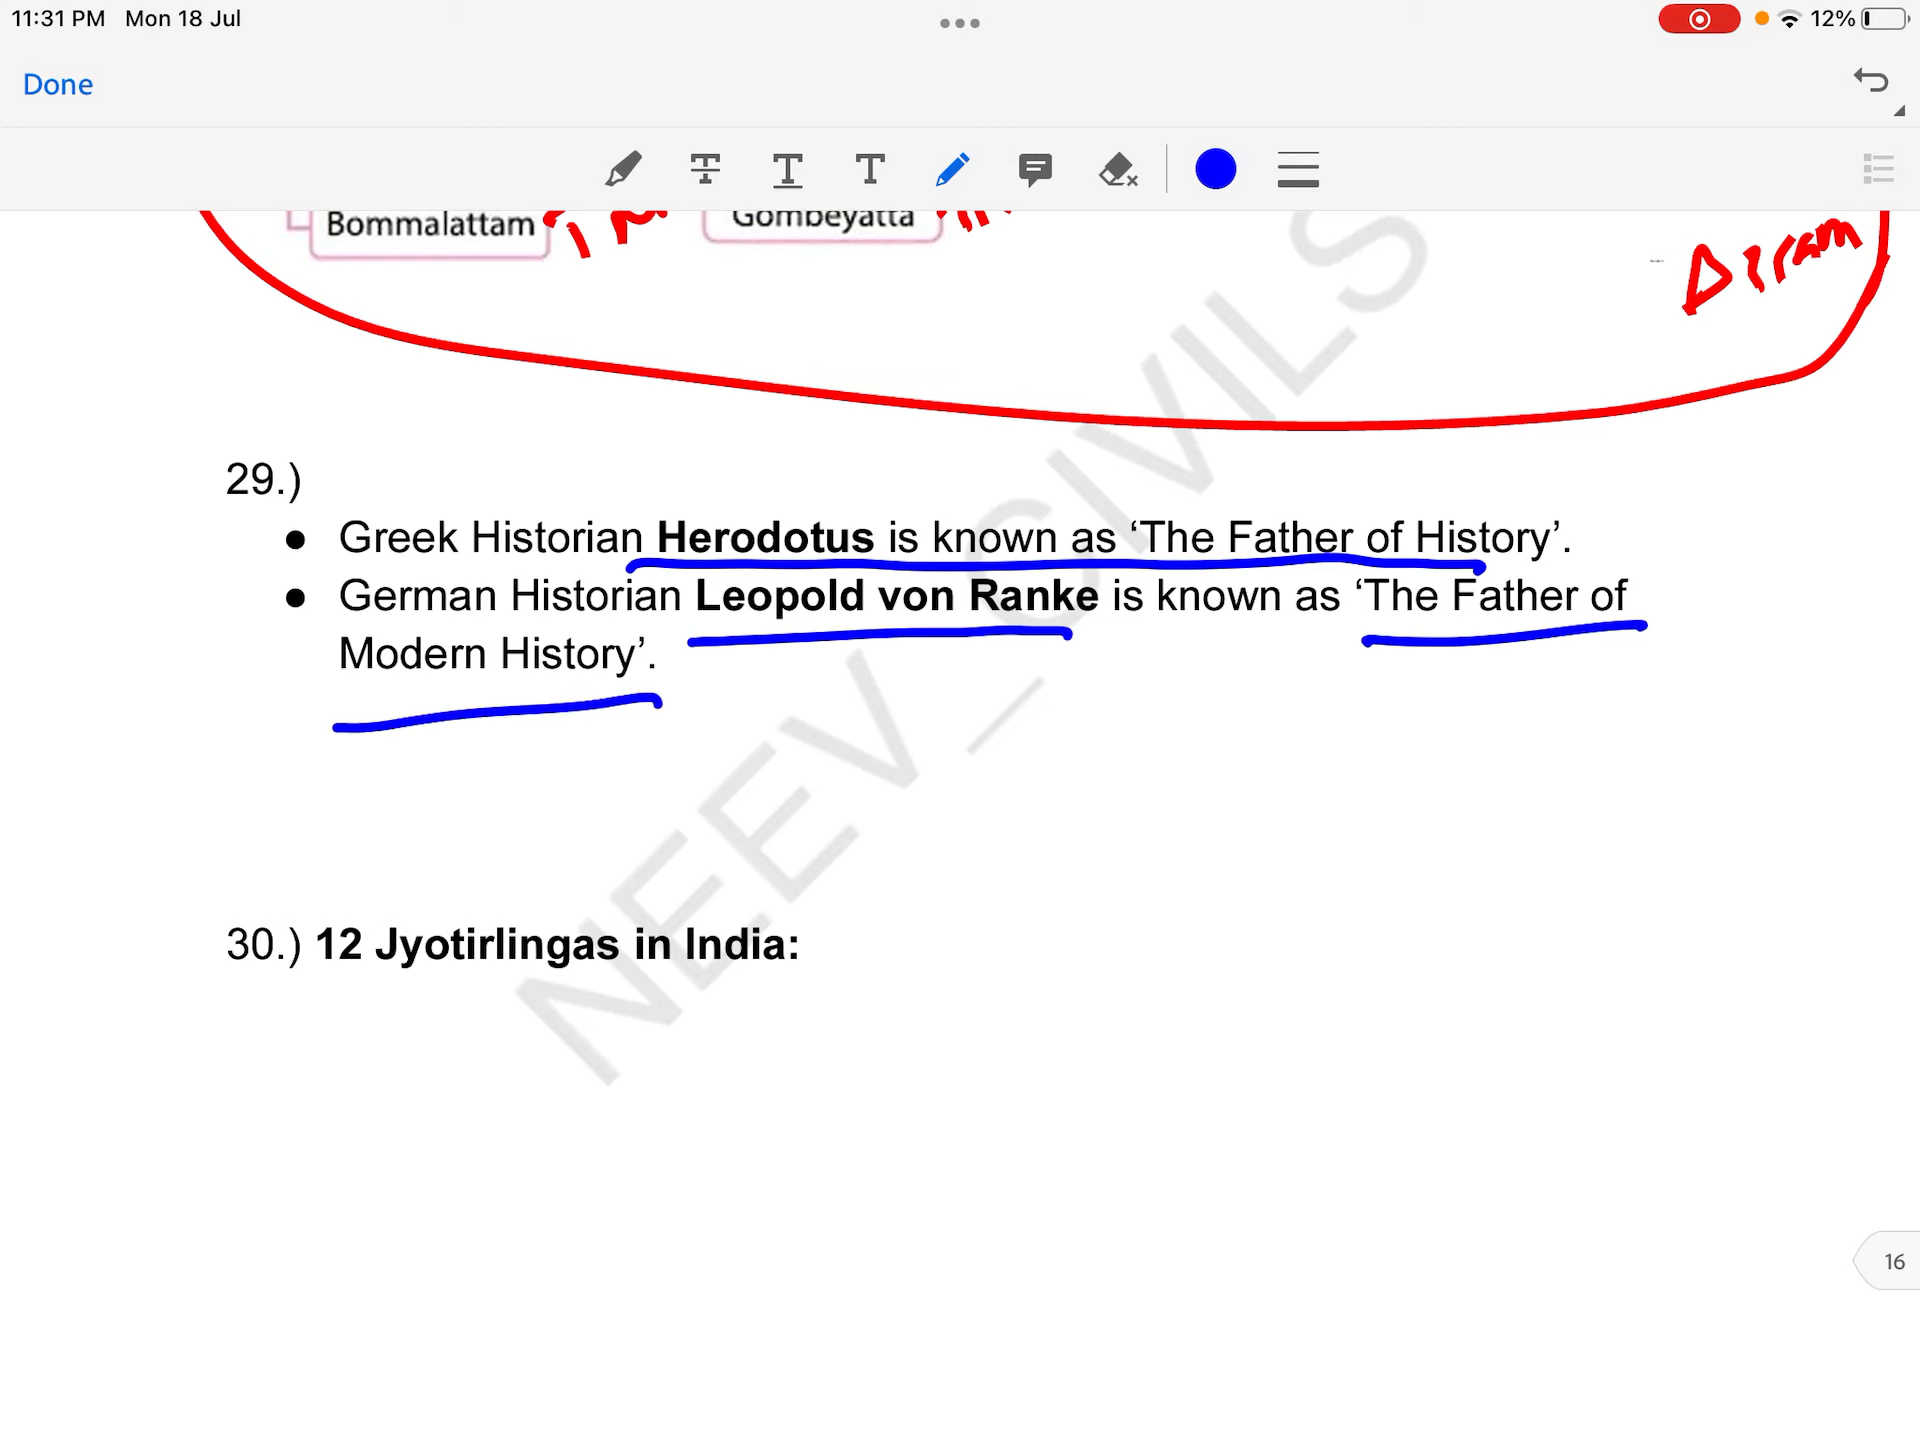 11:31 PM Mon 18 Jul
12%
Done
Bommalattam
Gombeyatta
29.)
● Greek Historian Herodotus is known as ‘The Father of History’.
● German Historian Leopold von Ranke is known as ‘The Father of
Modern History’.
30.) 12 Jyotirlingas in India:
NEEV_CIVILS
16